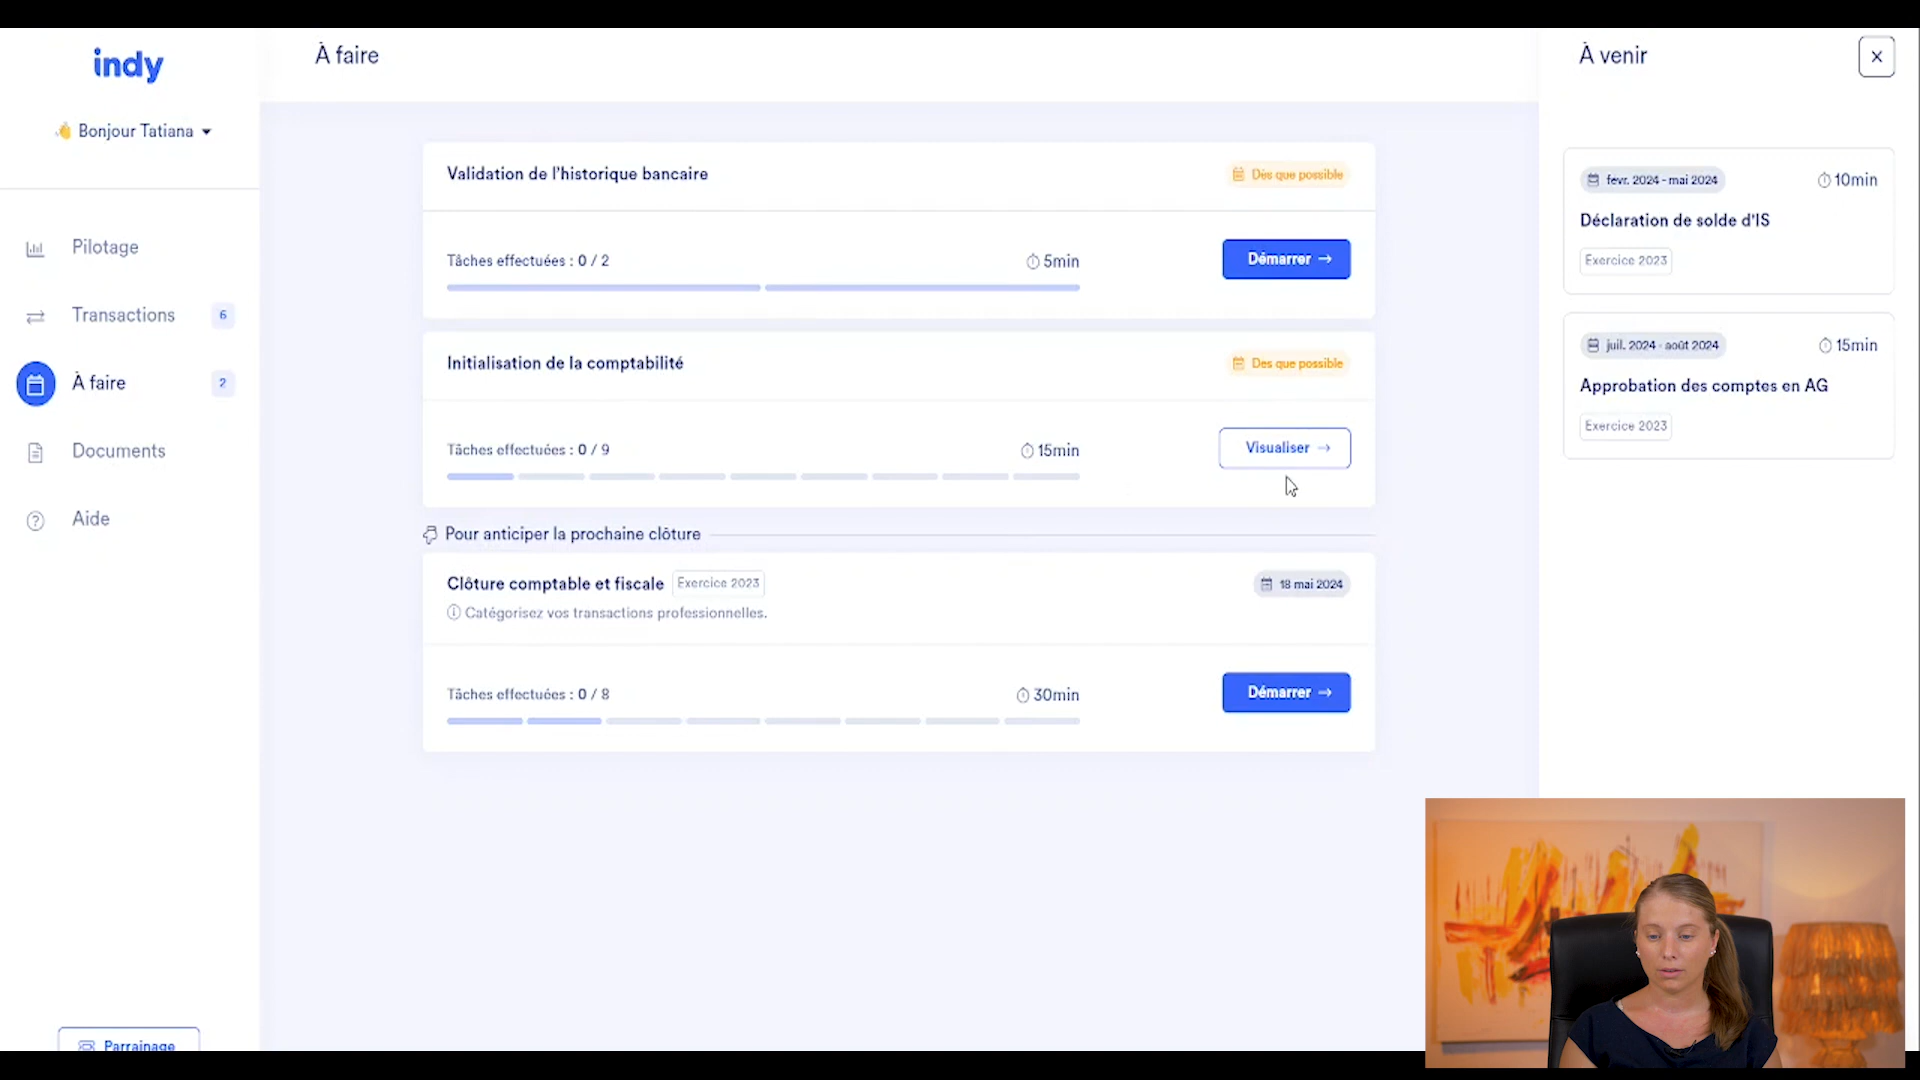 indy
Bonjour Tatiana
Pilotage
Transactions 6
À faire 2
Documents
Aide
Parrainage
À faire
Validation de l'historique bancaire Dès que possible
Tâches effectuées : 0 / 2 5min Démarrer →
Initialisation de la comptabilité Dès que possible
Tâches effectuées : 0 / 9 15min Visualiser →
Pour anticiper la prochaine clôture
Clôture comptable et fiscale Exercice 2023 18 mai 2024
Catégorisez vos transactions professionnelles.
Tâches effectuées : 0 / 8 30min Démarrer →
À venir
févr. 2024 - mai 2024 10min
Déclaration de solde d'IS
Exercice 2023
juil. 2024 - août 2024 15min
Approbation des comptes en AG
Exercice 2023